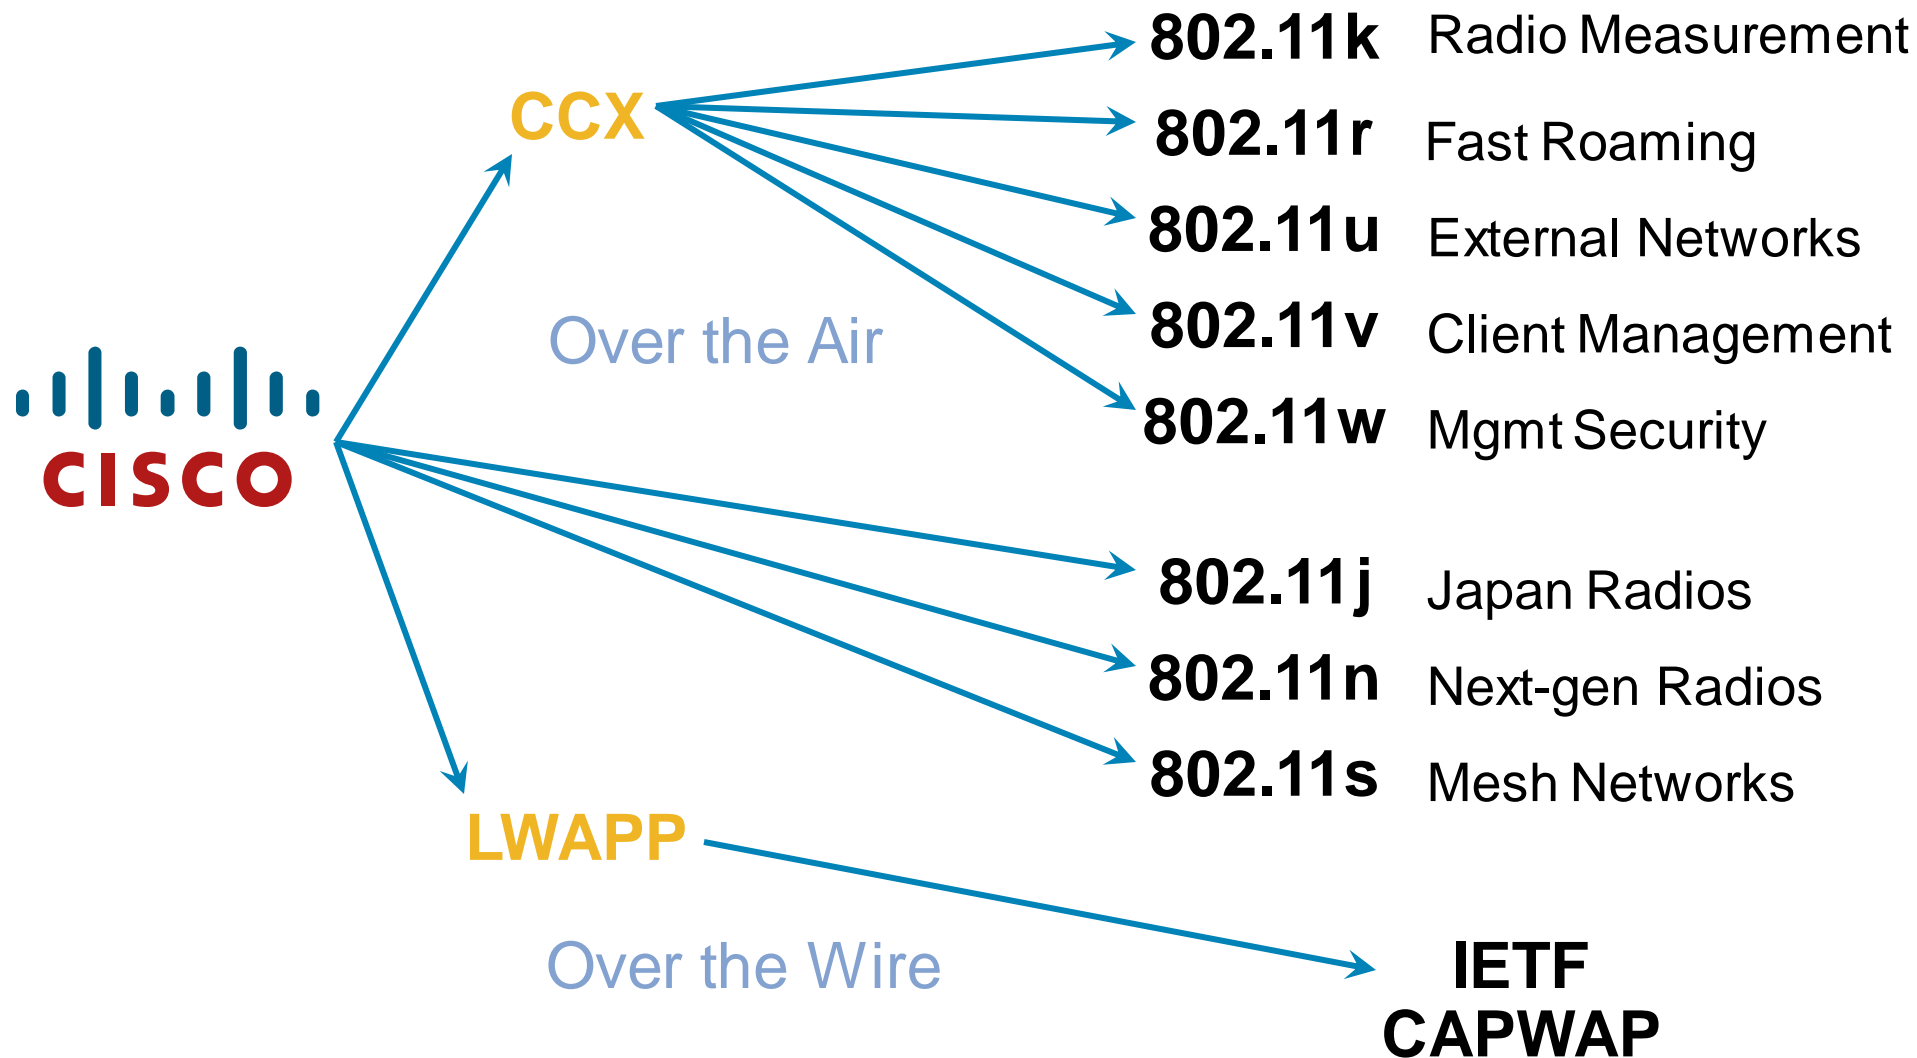 802.11k Radio Measurement
CCX
802.11r Fast Roaming
802.11u External Networks
Over the Air
802.11v Client Management
802.11w Mgmt Security
CISCO
802.11j Japan Radios
802.11n Next-gen Radios
802.11s Mesh Networks
LWAPP
Over the Wire
IETF
CAPWAP